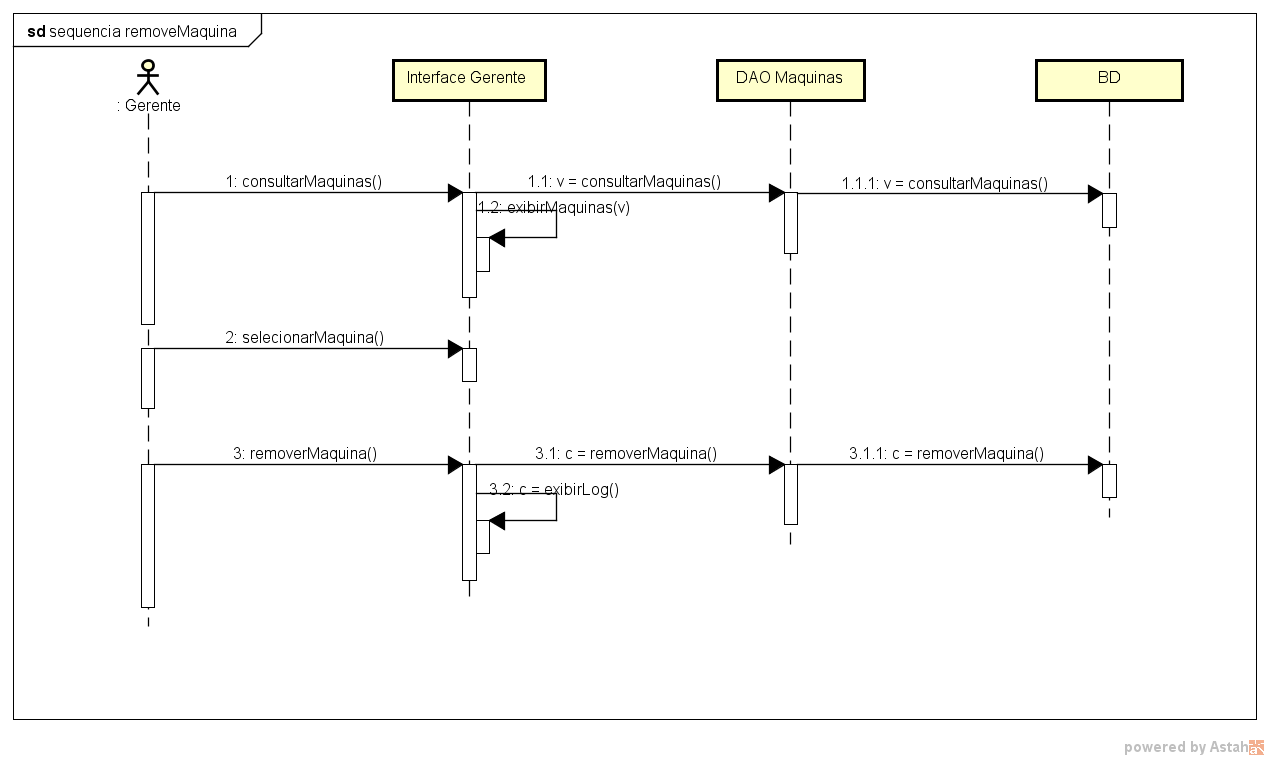 sd sequencia removeMaquina
: Gerente
Interface Gerente
DAO Maquinas
BD
1: consultarMaquinas()
1.1: v = consultarMaquinas()
1.1.1: v = consultarMaquinas()
1.2: exibirMaquinas(v)
2: selecionarMaquina()
3: removerMaquina()
3.1: c = removerMaquina()
3.1.1: c = removerMaquina()
3.2: c = exibirLog()
powered by Astah